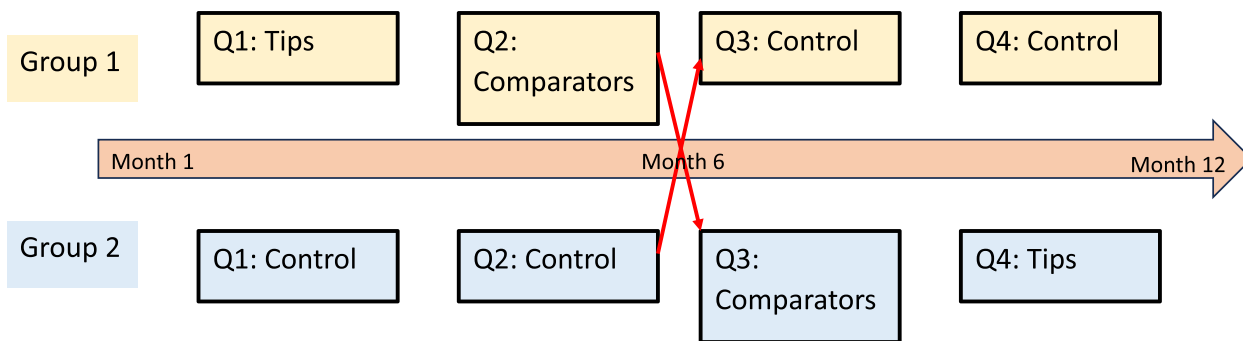 Group 1
Q1: Tips
Q2:
Comparators
Q3: Control
Q4: Control
Month 1
Month 6
Month 12
Group 2
Q1: Control
Q2: Control
Q3:
Comparators
Q4: Tips